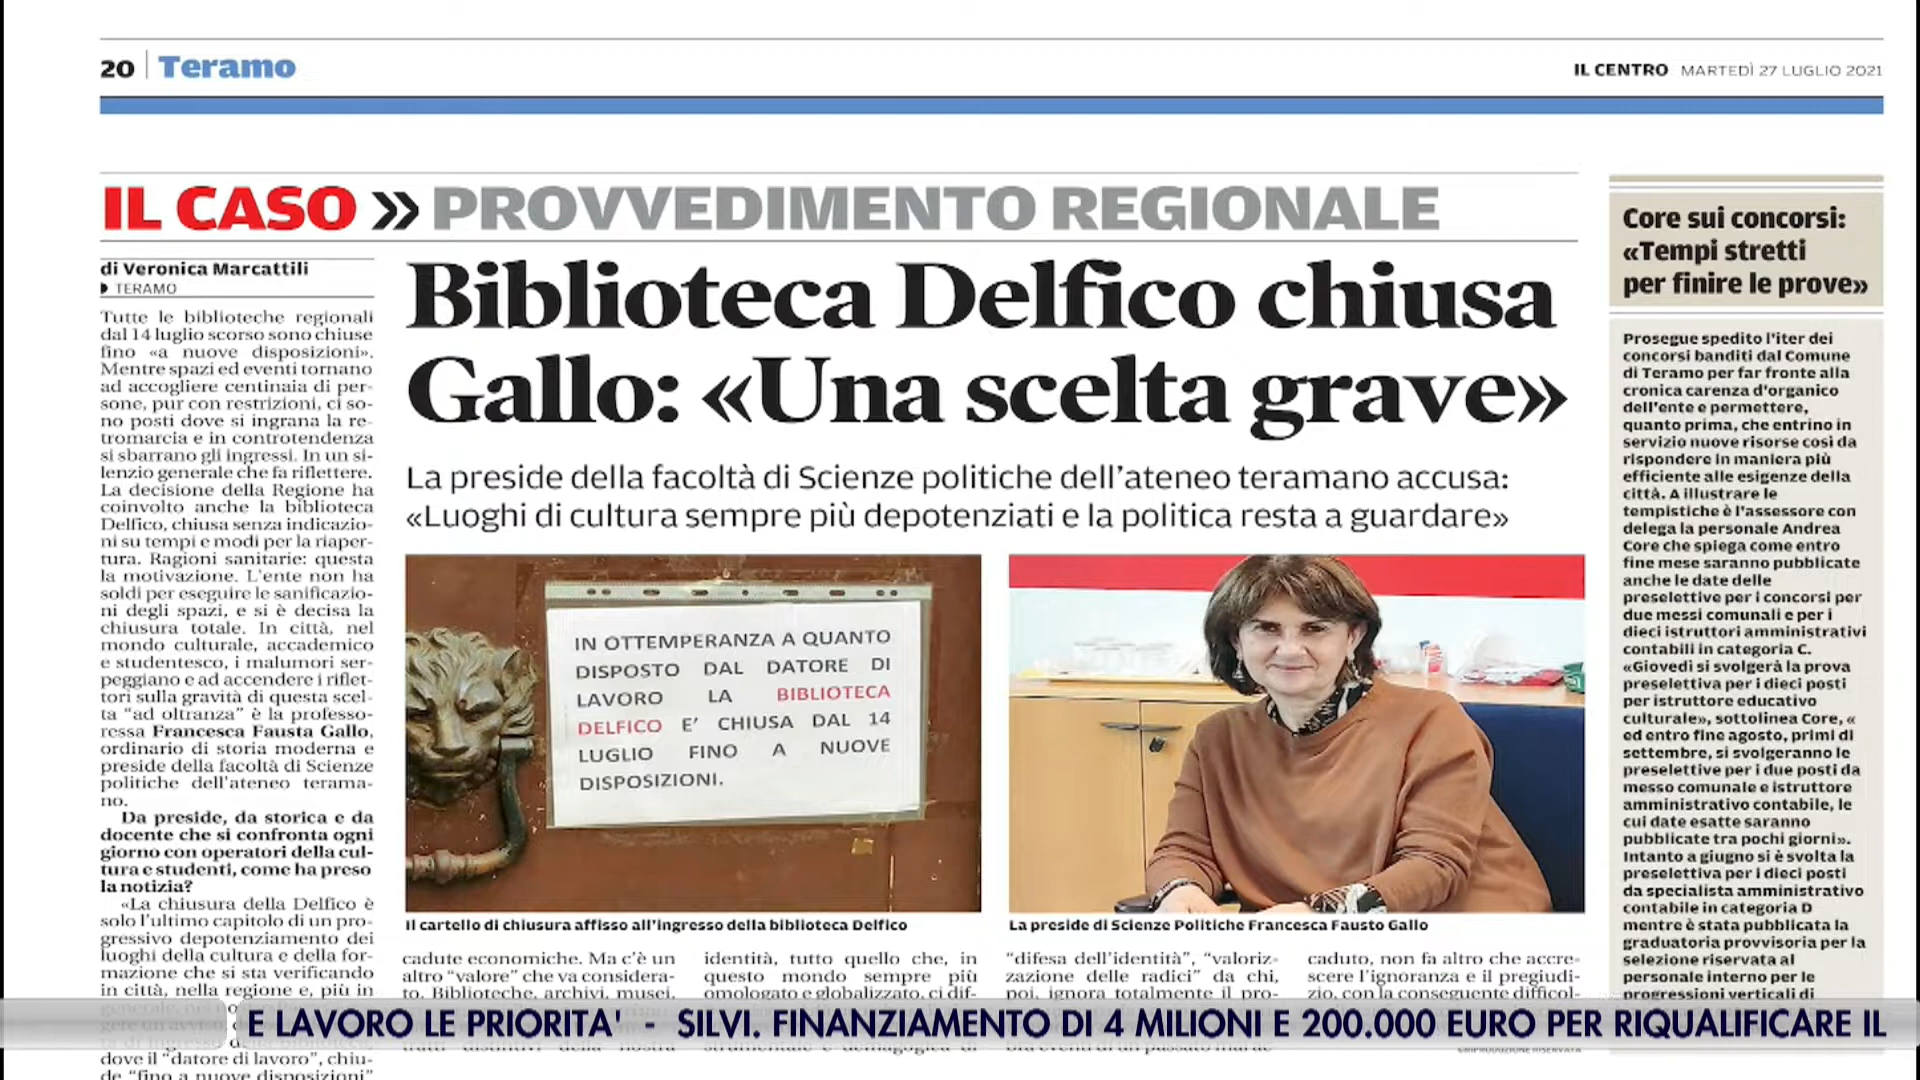 20 Teramo
IL CENTRO MARTEDÌ 27 LUGLIO 2021
IL CASO » PROVVEDIMENTO REGIONALE
di Veronica Marcattili
TERAMO
Tutte le biblioteche regionali
dal 14 luglio scorso sono chiuse
fino «a nuove disposizioni».
Mentre spazi ed eventi tornano
ad accogliere centinaia di per-
sone, pur con restrizioni, ci so-
no posti dove si ingrana la re-
tromarcia e in controtendenza
si sbarrano gli ingressi. In un si-
lenzio generale che fa riflettere.
La decisione della Regione ha
coinvolto anche la biblioteca
Delfico, chiusa senza indicazio-
ni su tempi e modi per la riaper-
tura. Ragioni sanitarie: questa
la motivazione. L'ente non ha
soldi per eseguire le sanificazio-
ni degli spazi, e si è decisa la
chiusura totale. In città, nel
mondo culturale, accademico
e studentesco, i malumori ser-
peggiano e ad accendere i riflet-
tori sulla gravità di questa scel-
ta "ad oltranza" è la professo-
ressa Francesca Fausta Gallo,
ordinario di storia moderna e
preside della facoltà di Scienze
politiche dell'ateneo terama-
no.
Da preside, da storica e da
docente che si confronta ogni
giorno con operatori della cul-
tura e studenti, come ha preso
la notizia?
«La chiusura della Delfico è
solo l'ultimo capitolo di un pro-
gressivo depotenziamento dei
luoghi della cultura e della for-
mazione che si sta verificando
in città, nella regione e, più in
dove il "datore di lavoro", chiu-
de "fino a nuove disposizioni"
Biblioteca Delfico chiusa
Gallo: «Una scelta grave»
La preside della facoltà di Scienze politiche dell'ateneo teramano accusa:
«Luoghi di cultura sempre più depotenziati e la politica resta a guardare»
IN OTTEMPERANZA A QUANTO
DISPOSTO DAL DATORE DI
LAVORO LA BIBLIOTECA
DELFICO E' CHIUSA DAL 14
LUGLIO FINO A NUOVE
DISPOSIZIONI.
Il cartello di chiusura affisso all'ingresso della biblioteca Delfico
La preside di Scienze Politiche Francesca Fausto Gallo
cadute economiche. Ma c'è un
altro "valore" che va considera-
to. Biblioteche, archivi, musei,
identità, tutto quello che, in
questo mondo sempre più
omologato e globalizzato, ci dif-
"difesa dell'identità", "valoriz-
zazione delle radici" da chi,
poi, ignora totalmente il pro-
caduto, non fa altro che accre-
scere l'ignoranza e il pregiudi-
zio, con la conseguente difficol-
Core sui concorsi:
«Tempi stretti
per finire le prove»
Prosegue spedito l'iter dei
concorsi banditi dal Comune
di Teramo per far fronte alla
cronica carenza d'organico
dell'ente e permettere,
quanto prima, che entrino in
servizio nuove risorse così da
rispondere in maniera più
efficiente alle esigenze della
città. A illustrare le
tempistiche è l'assessore con
delega la personale Andrea
Core che spiega come entro
fine mese saranno pubblicate
anche le date delle
preselettive per i concorsi per
due messi comunali e per i
dieci istruttori amministrativi
contabili in categoria C.
«Giovedì si svolgerà la prova
preselettiva per i dieci posti
per istruttore educativo
culturale», sottolinea Core, «
ed entro fine agosto, primi di
settembre, si svolgeranno le
preselettive per i due posti da
messo comunale e istruttore
amministrativo contabile, le
cui date esatte saranno
pubblicate tra pochi giorni».
Intanto a giugno si è svolta la
preselettiva per i dieci posti
da specialista amministrativo
contabile in categoria D
mentre è stata pubblicata la
graduatoria provvisoria per la
selezione riservata al
personale interno per le
progressioni verticali di
E LAVORO LE PRIORITA' - SILVI. FINANZIAMENTO DI 4 MILIONI E 200.000 EURO PER RIQUALIFICARE IL